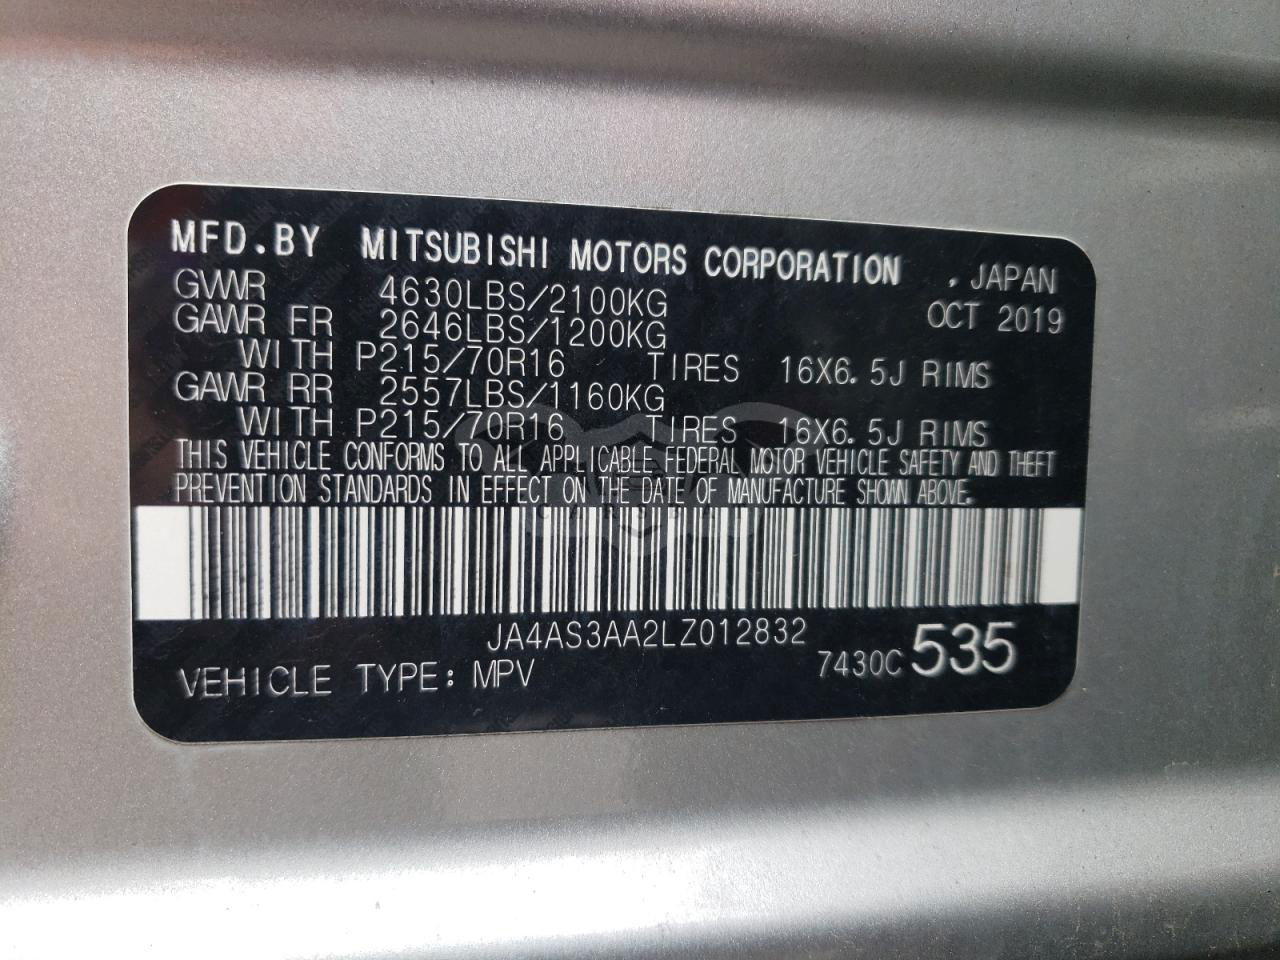 MFD.BY MITSUBISHI MOTORS CORPORATION , JAPAN
GVWR 4630LBS/2100KG OCT 2019
GAWR FR 2646LBS/1200KG
WITH P215/70R16 TIRES 16X6.5J RIMS
GAWR RR 2557LBS/1160KG
WITH P215/70R16 TIRES 16X6.5J RIMS
THIS VEHICLE CONFORMS TO ALL APPLICABLE FEDERAL MOTOR VEHICLE SAFETY AND THEFT
PREVENTION STANDARDS IN EFFECT ON THE DATE OF MANUFACTURE SHOWN ABOVE.
JA4AS3AA2LZ012832
VEHICLE TYPE: MPV 7430C 535